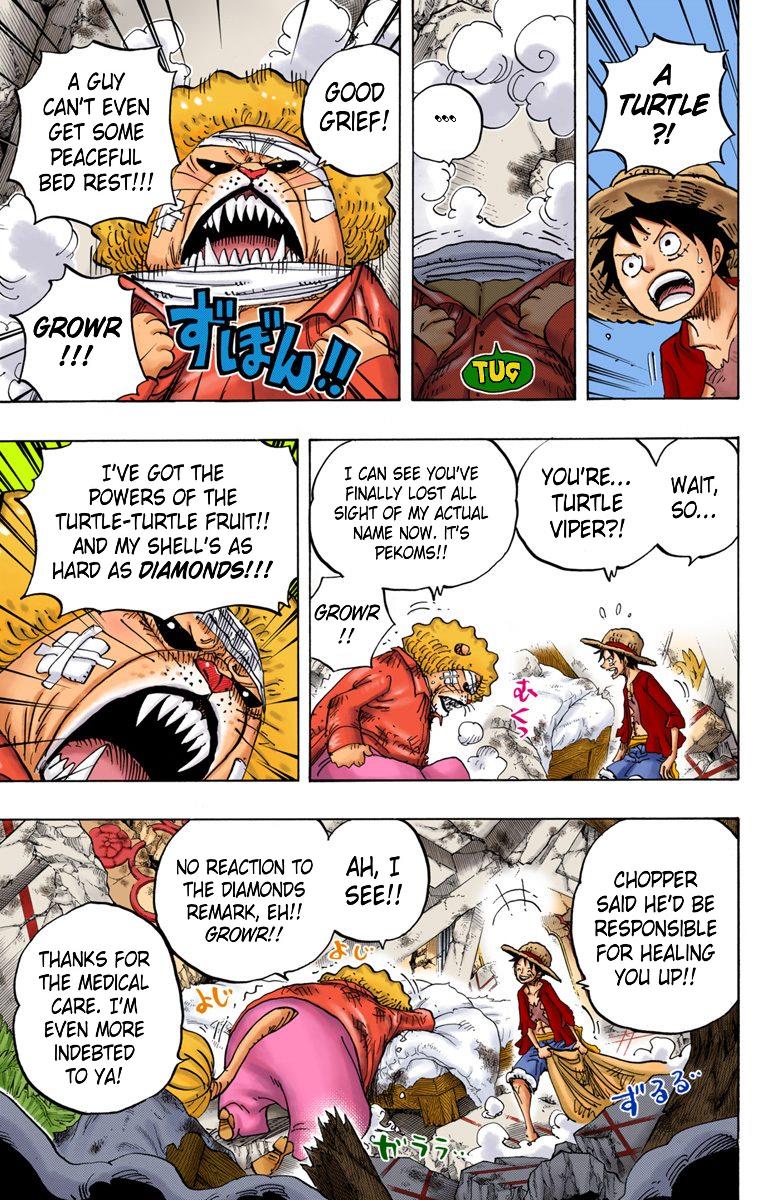 A
TURTLE
?!
...
TUG
GOOD
GRIEF!
A GUY
CAN'T EVEN
GET SOME
PEACEFUL
BED REST!!!
GROWR
!!!
ずぼん!!
WAIT,
SO...
YOU'RE...
TURTLE
VIPER?!
I CAN SEE YOU'VE
FINALLY LOST ALL
SIGHT OF MY ACTUAL
NAME NOW. IT'S
PEKOMS!!
GROWR
!!
むくっ
I'VE GOT THE
POWERS OF THE
TURTLE-TURTLE FRUIT!!
AND MY SHELL'S AS
HARD AS DIAMONDS!!!
CHOPPER
SAID HE'D BE
RESPONSIBLE
FOR HEALING
YOU UP!!
AH, I
SEE!!
NO REACTION TO
THE DIAMONDS
REMARK, EH!!
GROWR!!
THANKS FOR
THE MEDICAL
CARE. I'M
EVEN MORE
INDEBTED
TO YA!
よじ
よじ
ずるる
ガララ...